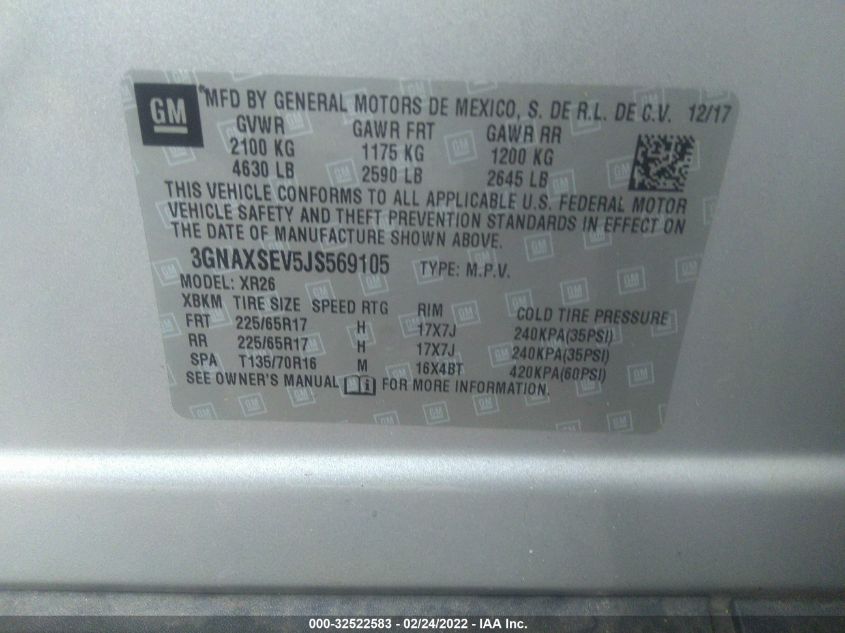 GM *MFD BY GENERAL MOTORS DE MEXICO, S. DE R.L. DE C.V. 12/17
GVWR GAWR FRT GAWR RR
2100 KG 1175 KG 1200 KG
4630 LB 2590 LB 2645 LB
THIS VEHICLE CONFORMS TO ALL APPLICABLE U.S. FEDERAL MOTOR
VEHICLE SAFETY AND THEFT PREVENTION STANDARDS IN EFFECT ON
THE DATE OF MANUFACTURE SHOWN ABOVE.
3GNAXSEV5JS569105 TYPE: M.P.V.
MODEL: XR26
XBKM TIRE SIZE SPEED RTG RIM COLD TIRE PRESSURE
FRT 225/65R17 H 17X7J 240KPA(35PSI)
RR 225/65R17 H 17X7J 240KPA(35PSI)
SPA T135/70R16 M 16X4BT 420KPA(60PSI)
SEE OWNER'S MANUAL i FOR MORE INFORMATION.
000-32522583 - 02/24/2022 - IAA Inc.